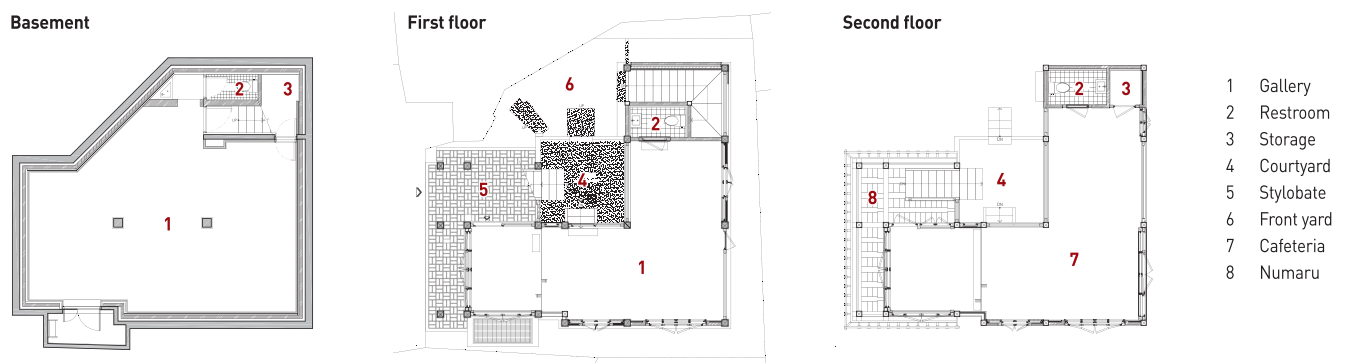 Basement
First floor
Second floor
2
3
1
6
2
4
5
1
2
3
4
8
7
1 Gallery
2 Restroom
3 Storage
4 Courtyard
5 Stylobate
6 Front yard
7 Cafeteria
8 Numaru